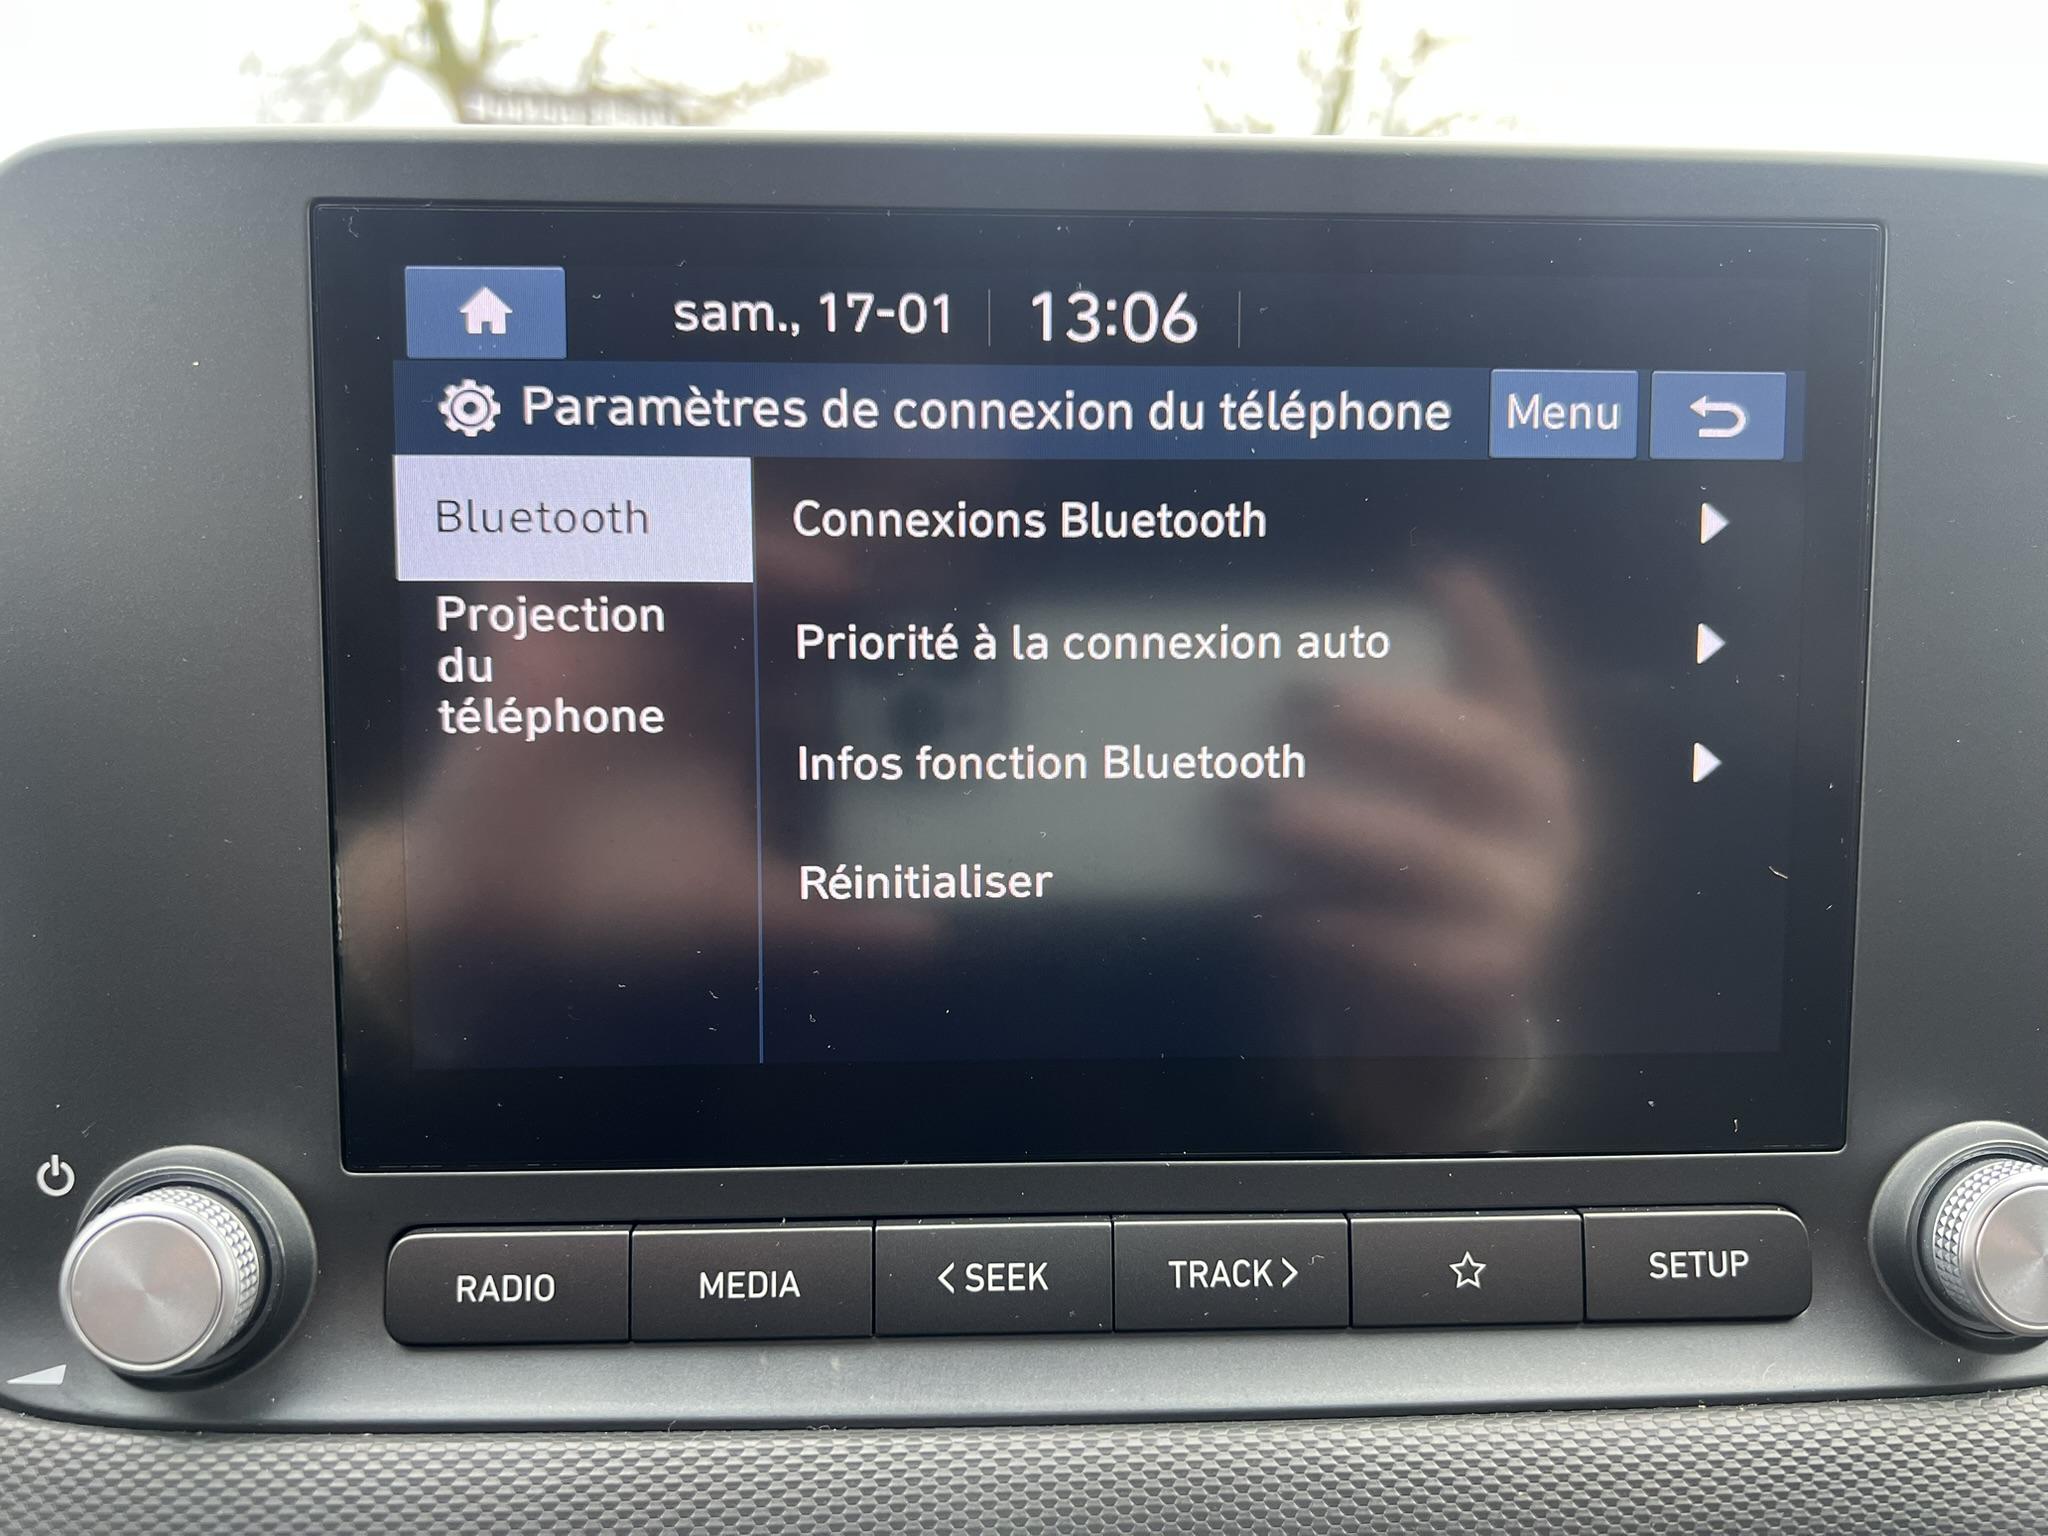 sam., 17-01 13:06
Paramètres de connexion du téléphone Menu
Bluetooth
Projection
du
téléphone
Connexions Bluetooth
Priorité à la connexion auto
Infos fonction Bluetooth
Réinitialiser
RADIO MEDIA < SEEK TRACK > SETUP